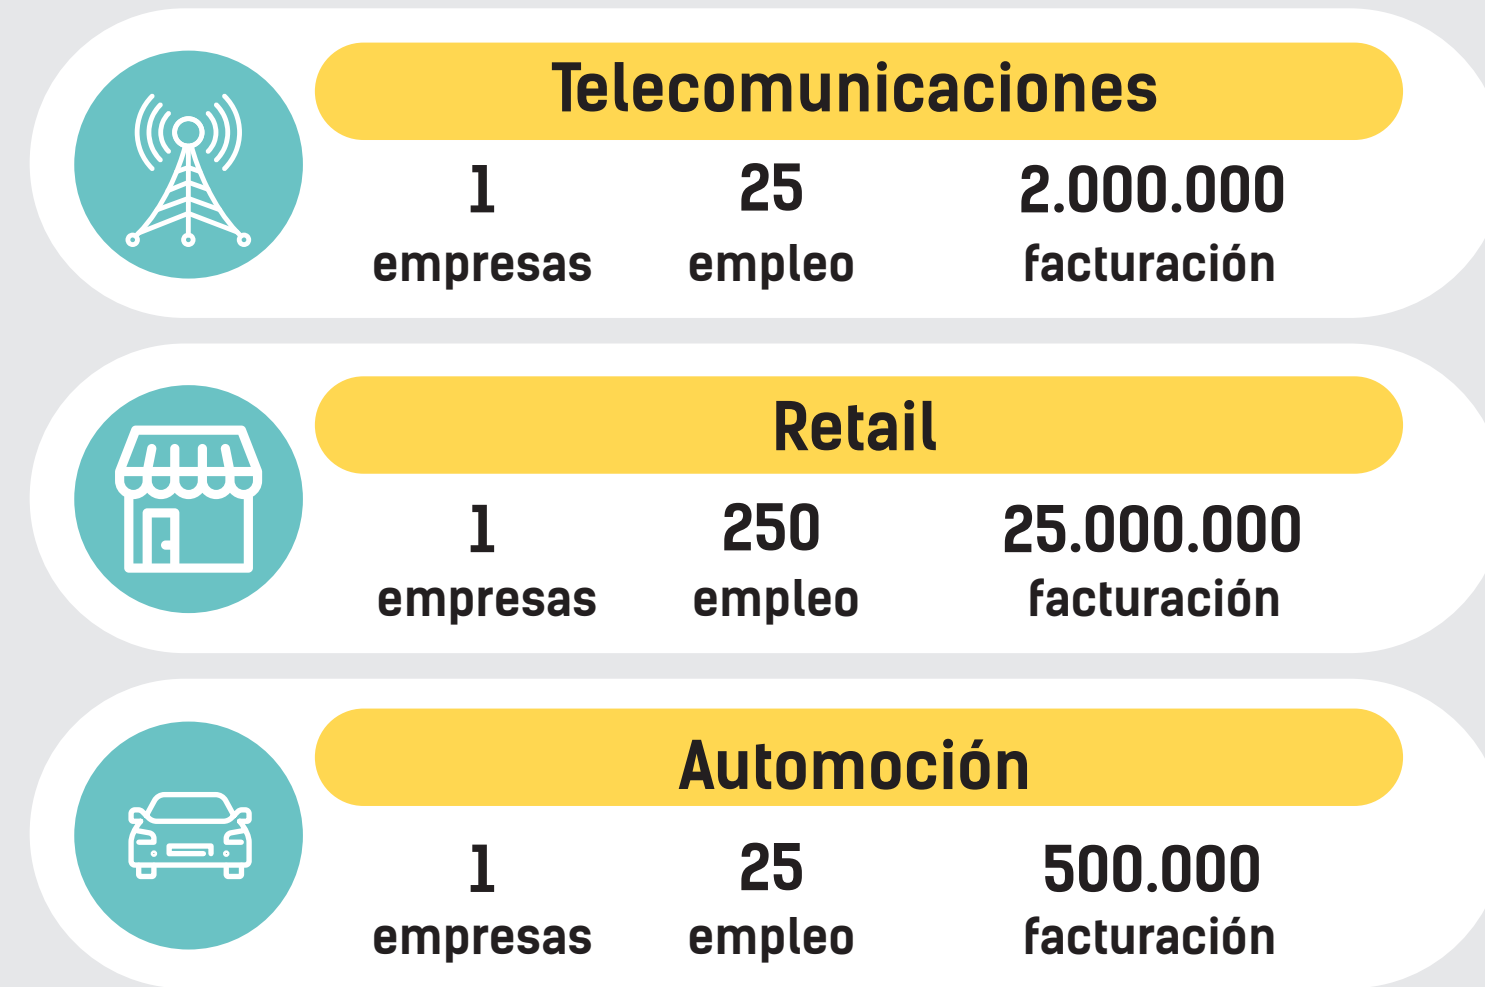 Telecomunicaciones
1 25 2.000.000
empresas empleo facturación
Retail
1 250 25.000.000
empresas empleo facturación
Automoción
1 25 500.000
empresas empleo facturación